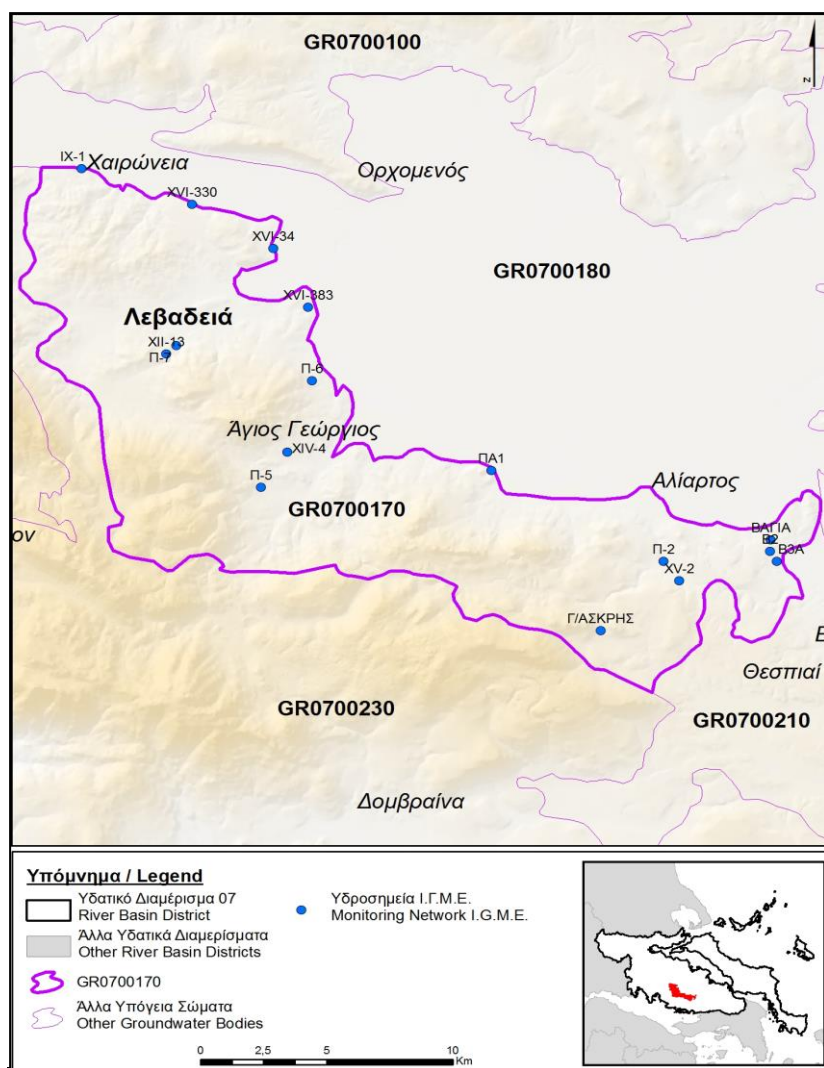 GR0700100
N
IX-1
Χαιρώνεια
Ορχομενός
XVI-330
XVI-34
GR0700180
XVI-383
Λεβαδειά
XII-13
Π-7
Π-6
Άγιος Γεώργιος
XIV-4
ΠΑ1
Αλίαρτος
Π-5
GR0700170
ον
ΒΑΓΙΑ
Β2
Β3Α
Π-2
XV-2
Γ/ΑΣΚΡΗΣ
Θεσπιαί
GR0700230
GR0700210
Δομβραίνα
Υπόμνημα / Legend
Υδατικό Διαμέρισμα 07
River Basin District
Άλλα Υδατικά Διαμερίσματα
Other River Basin Districts
GR0700170
Άλλα Υπόγεια Σώματα
Other Groundwater Bodies
Υδροσημεία Ι.Γ.Μ.Ε.
Monitoring Network I.G.M.E.
0 2,5 5 10
Km